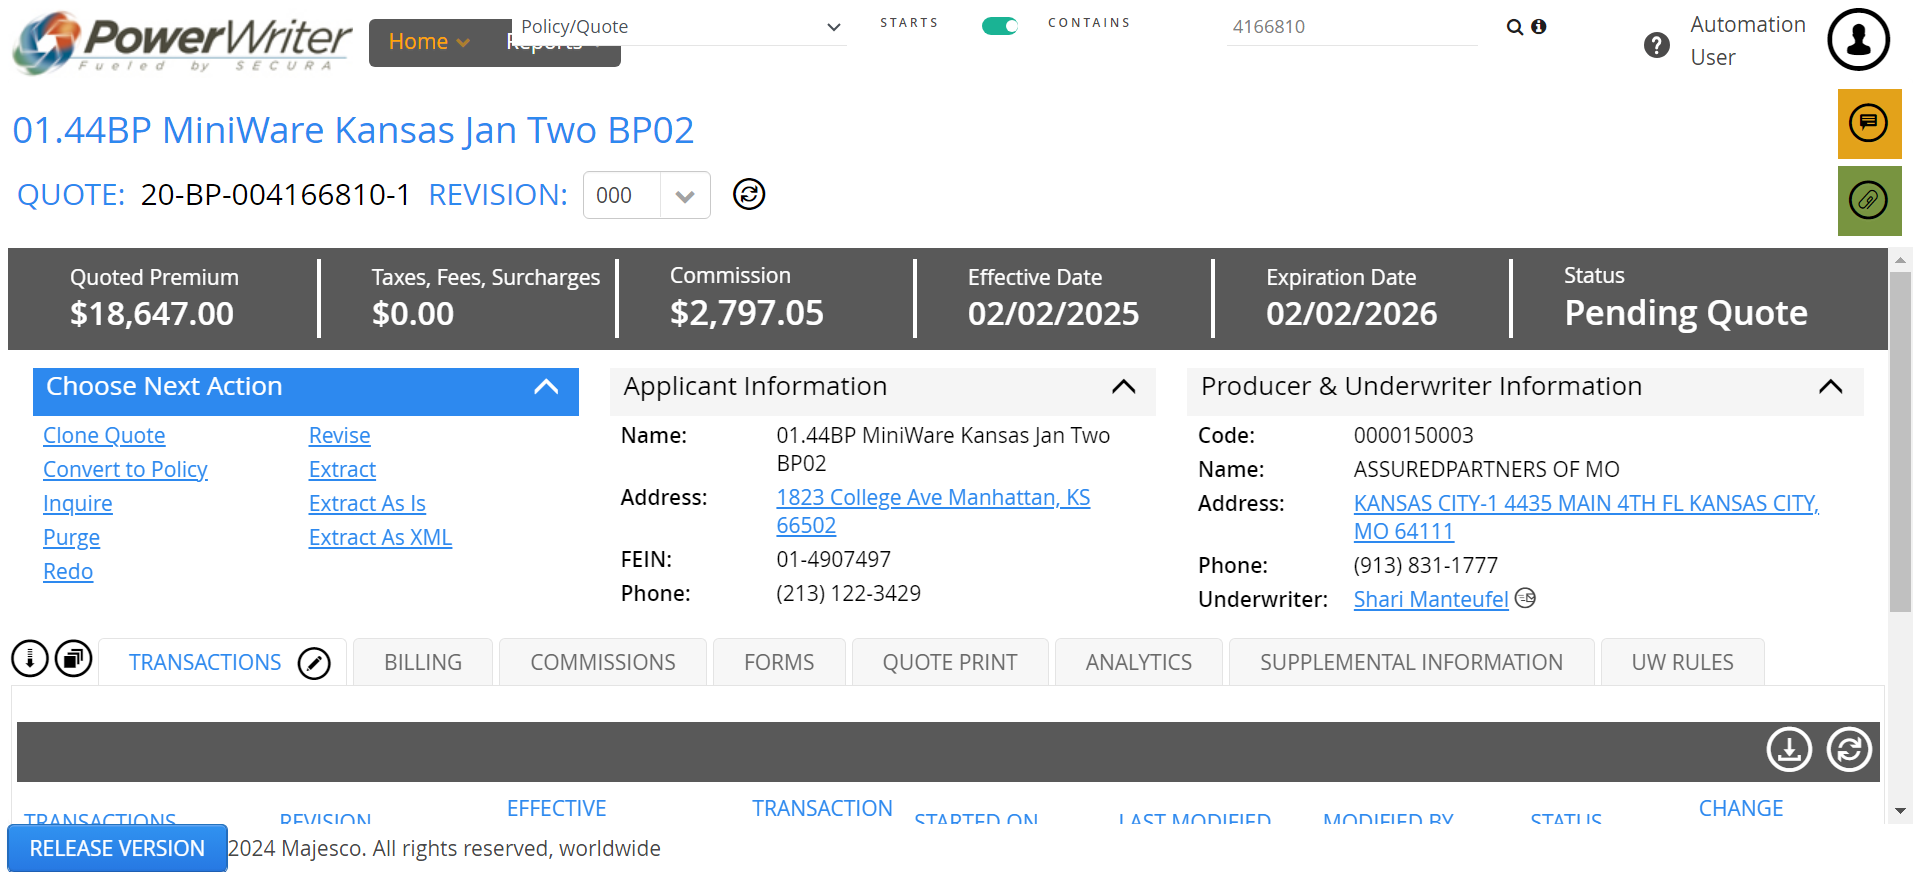 PowerWriter
Fueled by SECURA
Home
Reports
Policy/Quote
STARTS
CONTAINS
4166810
Automation
User
01.44BP MiniWare Kansas Jan Two BP02
QUOTE: 20-BP-004166810-1 REVISION: 000
Quoted Premium
$18,647.00
Taxes, Fees, Surcharges
$0.00
Commission
$2,797.05
Effective Date
02/02/2025
Expiration Date
02/02/2026
Status
Pending Quote
Choose Next Action
Clone Quote
Convert to Policy
Inquire
Purge
Redo
Revise
Extract
Extract As Is
Extract As XML
Applicant Information
Name: 01.44BP MiniWare Kansas Jan Two
BP02
Address: 1823 College Ave Manhattan, KS
66502
FEIN: 01-4907497
Phone: (213) 122-3429
Producer & Underwriter Information
Code: 0000150003
Name: ASSUREDPARTNERS OF MO
Address: KANSAS CITY-1 4435 MAIN 4TH FL KANSAS CITY,
MO 64111
Phone: (913) 831-1777
Underwriter: Shari Manteufel
TRANSACTIONS
BILLING
COMMISSIONS
FORMS
QUOTE PRINT
ANALYTICS
SUPPLEMENTAL INFORMATION
UW RULES
TRANSACTIONS
REVISION
EFFECTIVE
TRANSACTION
STARTED ON
LAST MODIFIED
MODIFIED BY
STATUS
CHANGE
RELEASE VERSION
2024 Majesco. All rights reserved, worldwide